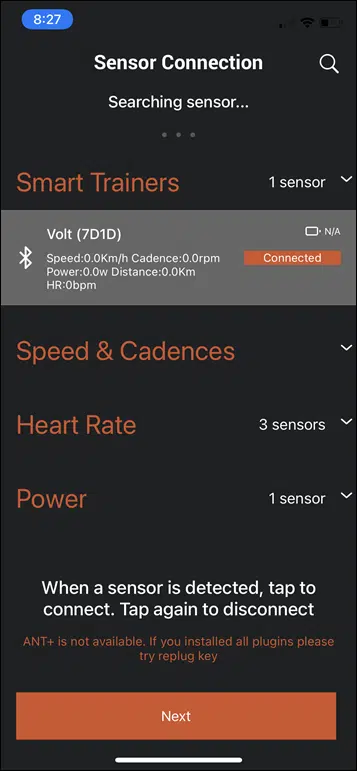 8:27
Sensor Connection
Searching sensor...
Smart Trainers 1 sensor
Volt (7D1D) N/A
Speed:0.0Km/h Cadence:0.0rpm Connected
Power:0.0w Distance:0.0Km
HR:0bpm
Speed & Cadences
Heart Rate 3 sensors
Power 1 sensor
When a sensor is detected, tap to
connect. Tap again to disconnect
ANT+ is not available. If you installed all plugins please
try replug key
Next